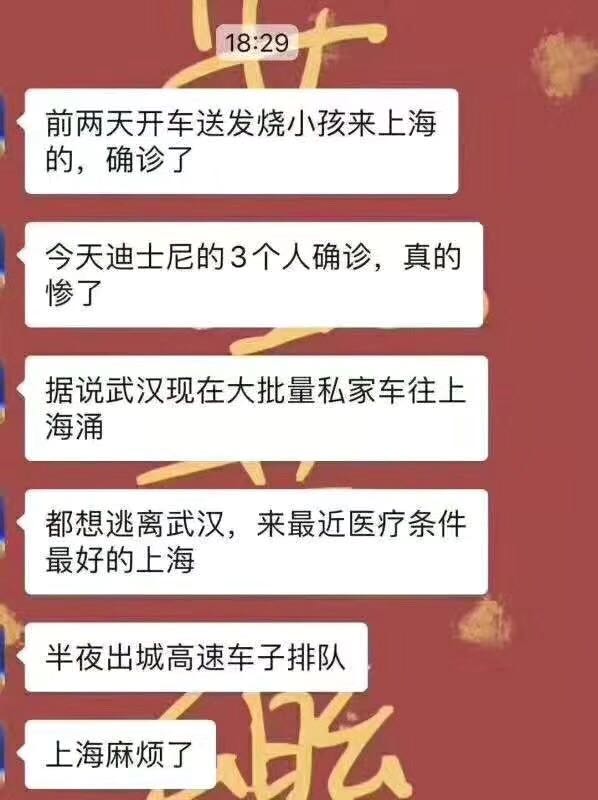 18:29
前两天开车送发烧小孩来上海
的，确诊了
今天迪士尼的3个人确诊，真的
惨了
据说武汉现在大批量私家车往上
海涌
都想逃离武汉，来最近医疗条件
最好的上海
半夜出城高速车子排队
上海麻烦了